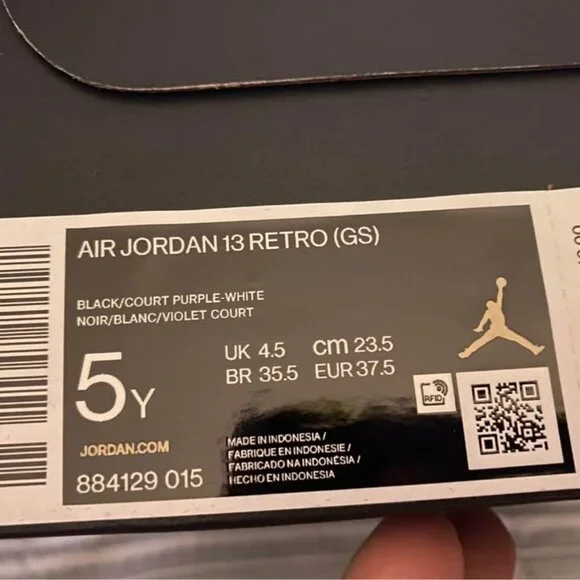 AIR JORDAN 13 RETRO (GS)
BLACK/COURT PURPLE-WHITE
NOIR/BLANC/VIOLET COURT
5Y
UK 4.5 cm 23.5
BR 35.5 EUR 37.5
RFID
JORDAN.COM
884129 015
MADE IN INDONESIA /
FABRIQUE EN INDONESIE /
FABRICADO NA INDONÉSIA /
HECHO EN INDONESIA